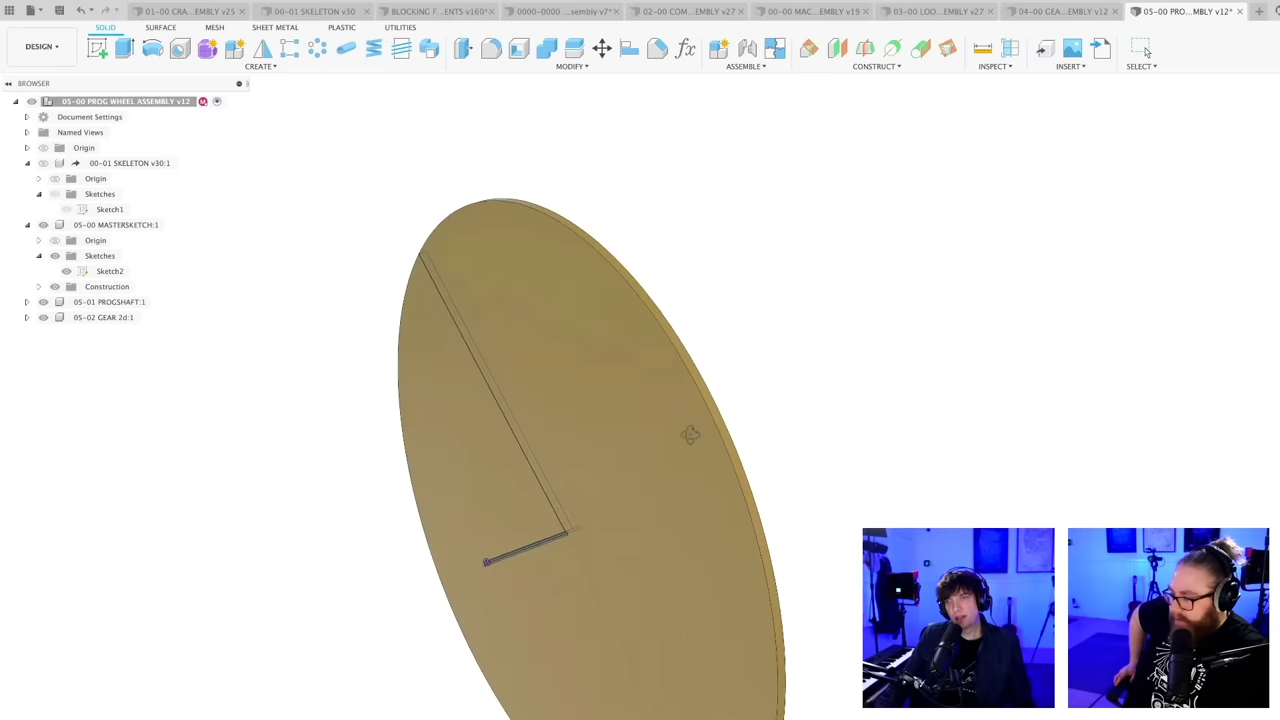 01-00 CRA...EMBLY v25
00-01 SKELETON v30
BLOCKING F...ENTS v160*
0000-0000 ...sembly v7*
02-00 COM...EMBLY v27
00-00 MAC...EMBLY v19
03-00 LOO...EMBLY v27
04-00 GEA...EMBLY v12
05-00 PRO...MBLY v12*
SOLID
SURFACE
MESH
SHEET METAL
PLASTIC
UTILITIES
DESIGN
CREATE
MODIFY
ASSEMBLE
CONSTRUCT
INSPECT
INSERT
SELECT
BROWSER
05-00 PROG WHEEL ASSEMBLY v12
Document Settings
Named Views
Origin
00-01 SKELETON v30:1
Origin
Sketches
Sketch1
05-00 MASTERSKETCH:1
Origin
Sketches
Sketch2
Construction
05-01 PROGSHAFT:1
05-02 GEAR 2d:1